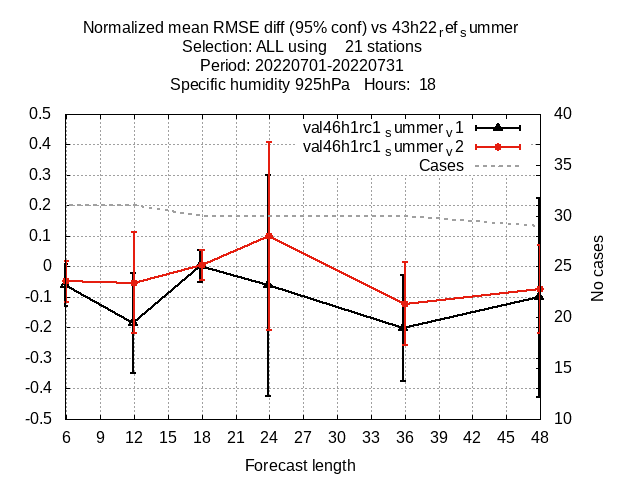 Normalized mean RMSE diff (95% conf) vs 43h22ref_summer
Selection: ALL using 21 stations
Period: 20220701-20220731
Specific humidity 925hPa Hours: 18
0.5 40
val46h1rc1summerv1
0.4
val46h1rc1summerv2
Cases
35
0.3
0.2 30
0.1
0 25
-0.1
No cases
-0.2 20
-0.3
15
-0.4
-0.5 10
6 9 12 15 18 21 24 27 30 33 36 39 42 45 48
Forecast length